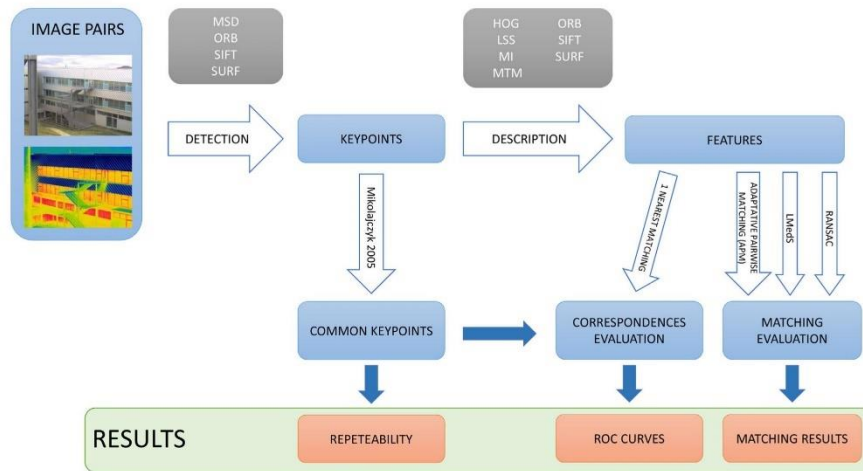 IMAGE PAIRS
MSD
ORB
SIFT
SURF
HOG ORB
LSS SIFT
MI SURF
MTM
DETECTION
KEYPOINTS
DESCRIPTION
FEATURES
Mikolajczyk 2005
1 NEAREST MATCHING
ADAPTATIVE PAIRWISE
MATCHING (APM)
LMedS
RANSAC
COMMON KEYPOINTS
CORRESPONDENCES
EVALUATION
MATCHING
EVALUATION
RESULTS
REPETEABILITY
ROC CURVES
MATCHING RESULTS